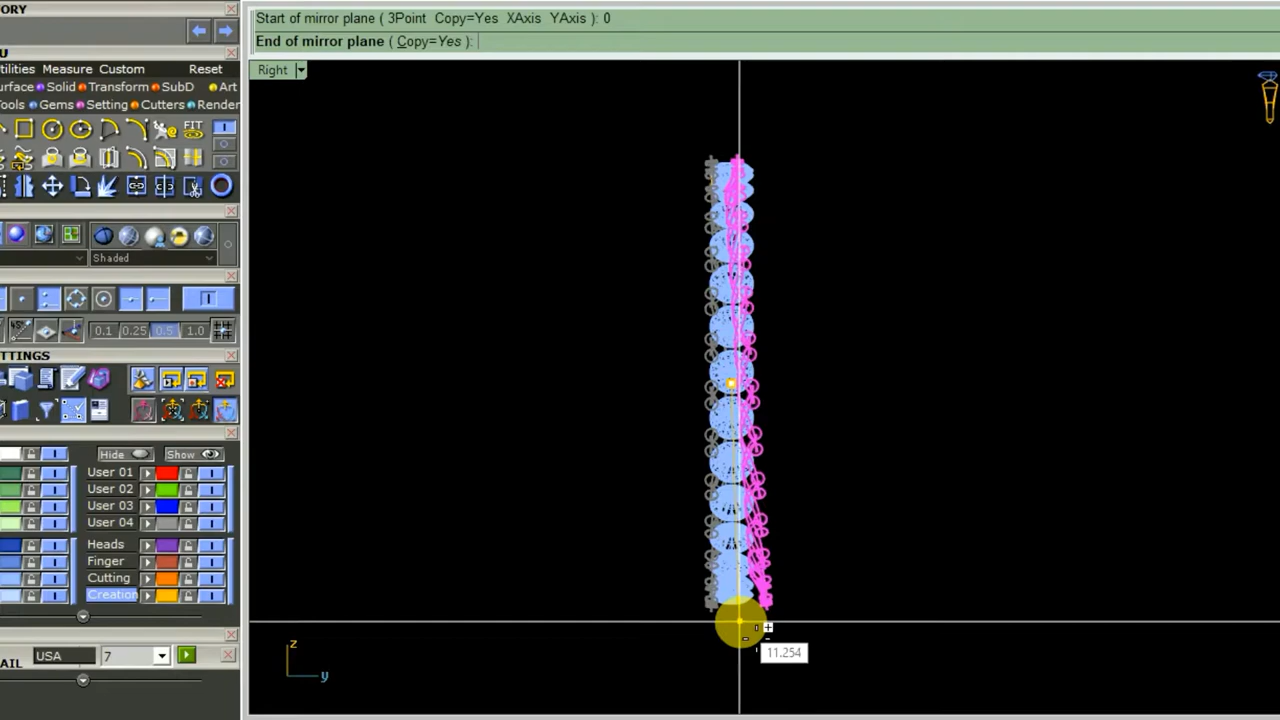 ORY
Start of mirror plane ( 3Point Copy=Yes XAxis YAxis ): 0
End of mirror plane ( Copy=Yes ):
U
tilities Measure Custom Reset
urface Solid Transform SubD Art
Tools Gems Setting Cutters Render
Right
FIT
Shaded
0.1 0.25 0.5 1.0
TTINGS
Hide Show
User 01
User 02
User 03
User 04
Heads
Finger
Cutting
Creation
AIL USA 7
z
y
11.254